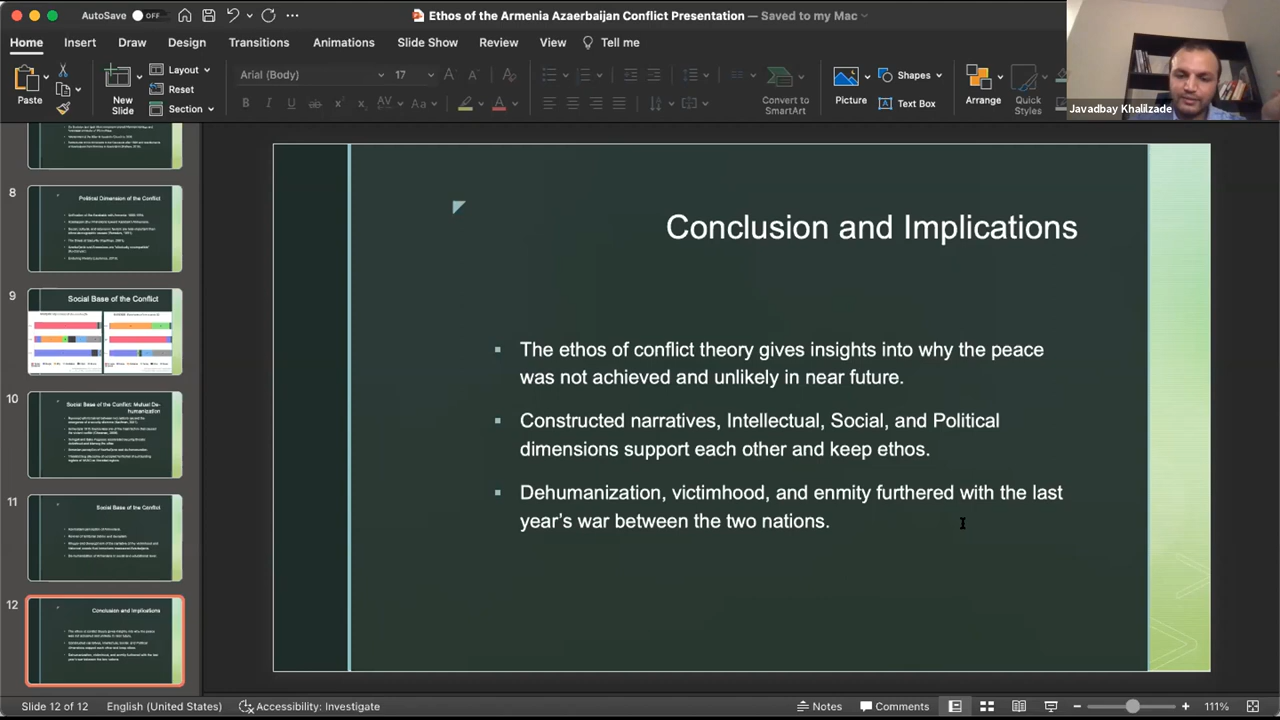 AutoSave OFF
Ethos of the Armenia Azaerbaijan Conflict Presentation — Saved to my Mac
Home Insert Draw Design Transitions Animations Slide Show Review View Tell me
Paste
New Slide
Layout
Reset
Section
Arial (Body) 17
Convert to SmartArt
Picture
Shapes
Text Box
Arrange
Quick Styles
Javadbay Khalilzade
8
Political Dimension of the Conflict
9
Social Base of the Conflict
10
Social Base of the Conflict: Mutual De-
humanization
11
Social Base of the Conflict
12
Conclusion and Implications
Conclusion and Implications
The ethos of conflict theory gives insights into why the peace
was not achieved and unlikely in near future.
Constructed narratives, Intellectual, Social, and Political
dimensions support each other and keep ethos.
Dehumanization, victimhood, and enmity furthered with the last
year's war between the two nations.
Slide 12 of 12 English (United States) Accessibility: Investigate Notes Comments 111%